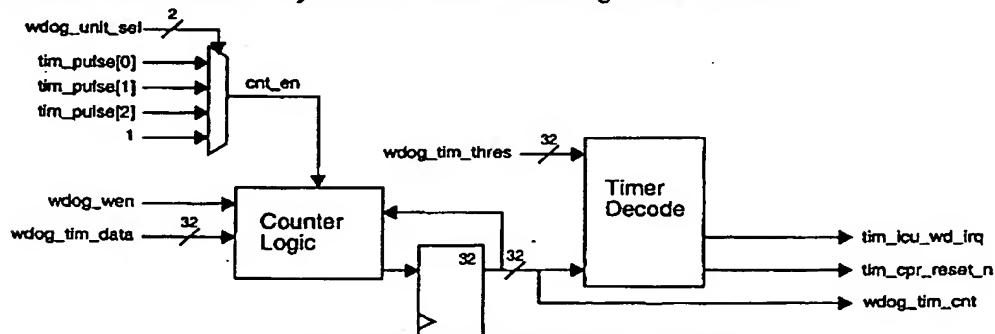 wdog_unit_sel
2
tim_pulse[0]
tim_pulse[1]
tim_pulse[2]
1
cnt_en
wdog_tim_thres
32
Timer
Decode
wdog_wen
wdog_tim_data
32
Counter
Logic
32
32
tim_icu_wd_irq
tim_cpr_reset_n
wdog_tim_cnt